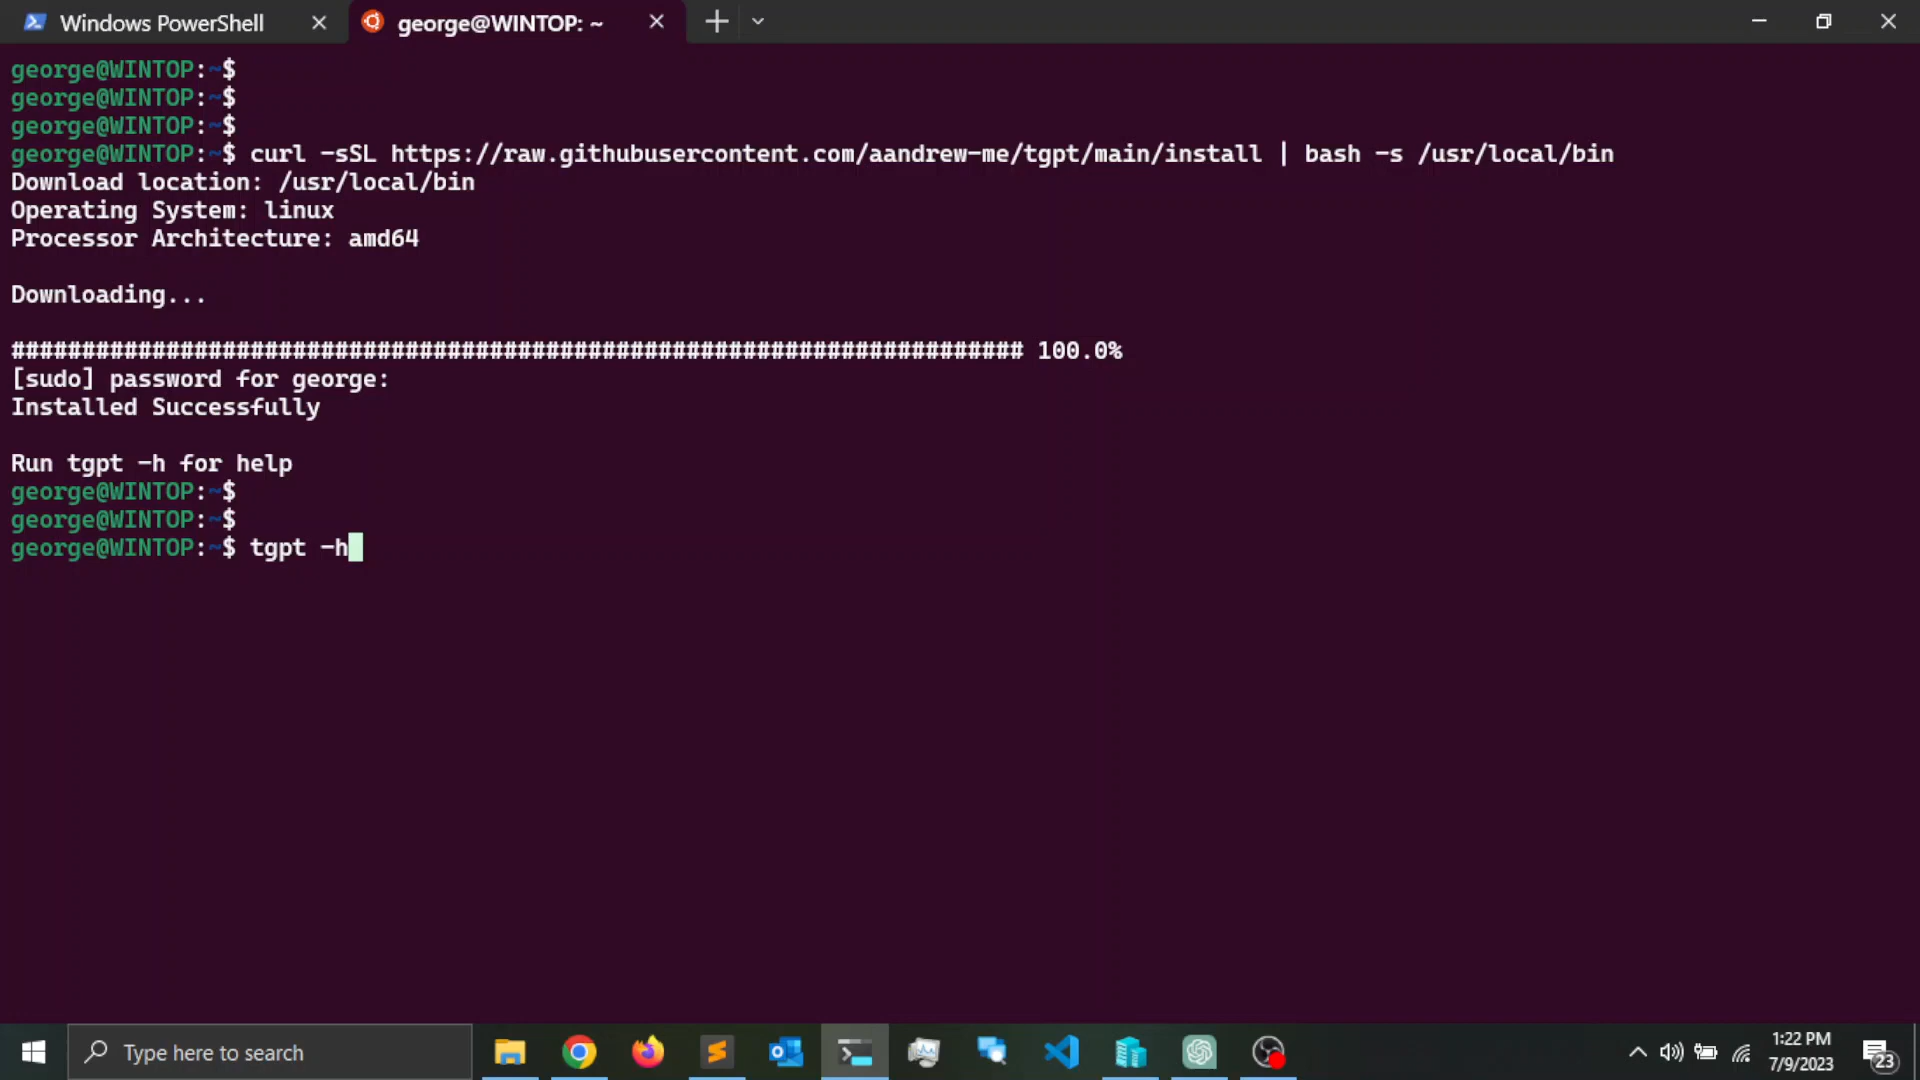 Windows PowerShell
george@WINTOP: ~
george@WINTOP:~$
george@WINTOP:~$
george@WINTOP:~$
george@WINTOP:~$ curl -sSL https://raw.githubusercontent.com/aandrew-me/tgpt/main/install | bash -s /usr/local/bin
Download location: /usr/local/bin
Operating System: linux
Processor Architecture: amd64
Downloading...
######################################################################## 100.0%
[sudo] password for george:
Installed Successfully
Run tgpt -h for help
george@WINTOP:~$
george@WINTOP:~$
george@WINTOP:~$ tgpt -h
Type here to search
1:22 PM
7/9/2023
23